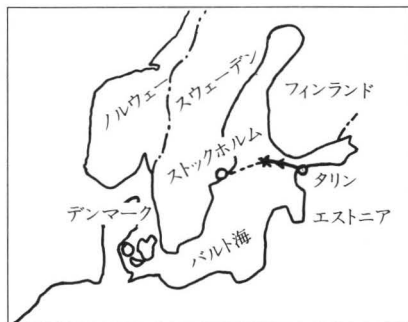 ノルウェー
スウェーデン
フィンランド
ストックホルム
タリン
デンマーク
エストニア
バルト海